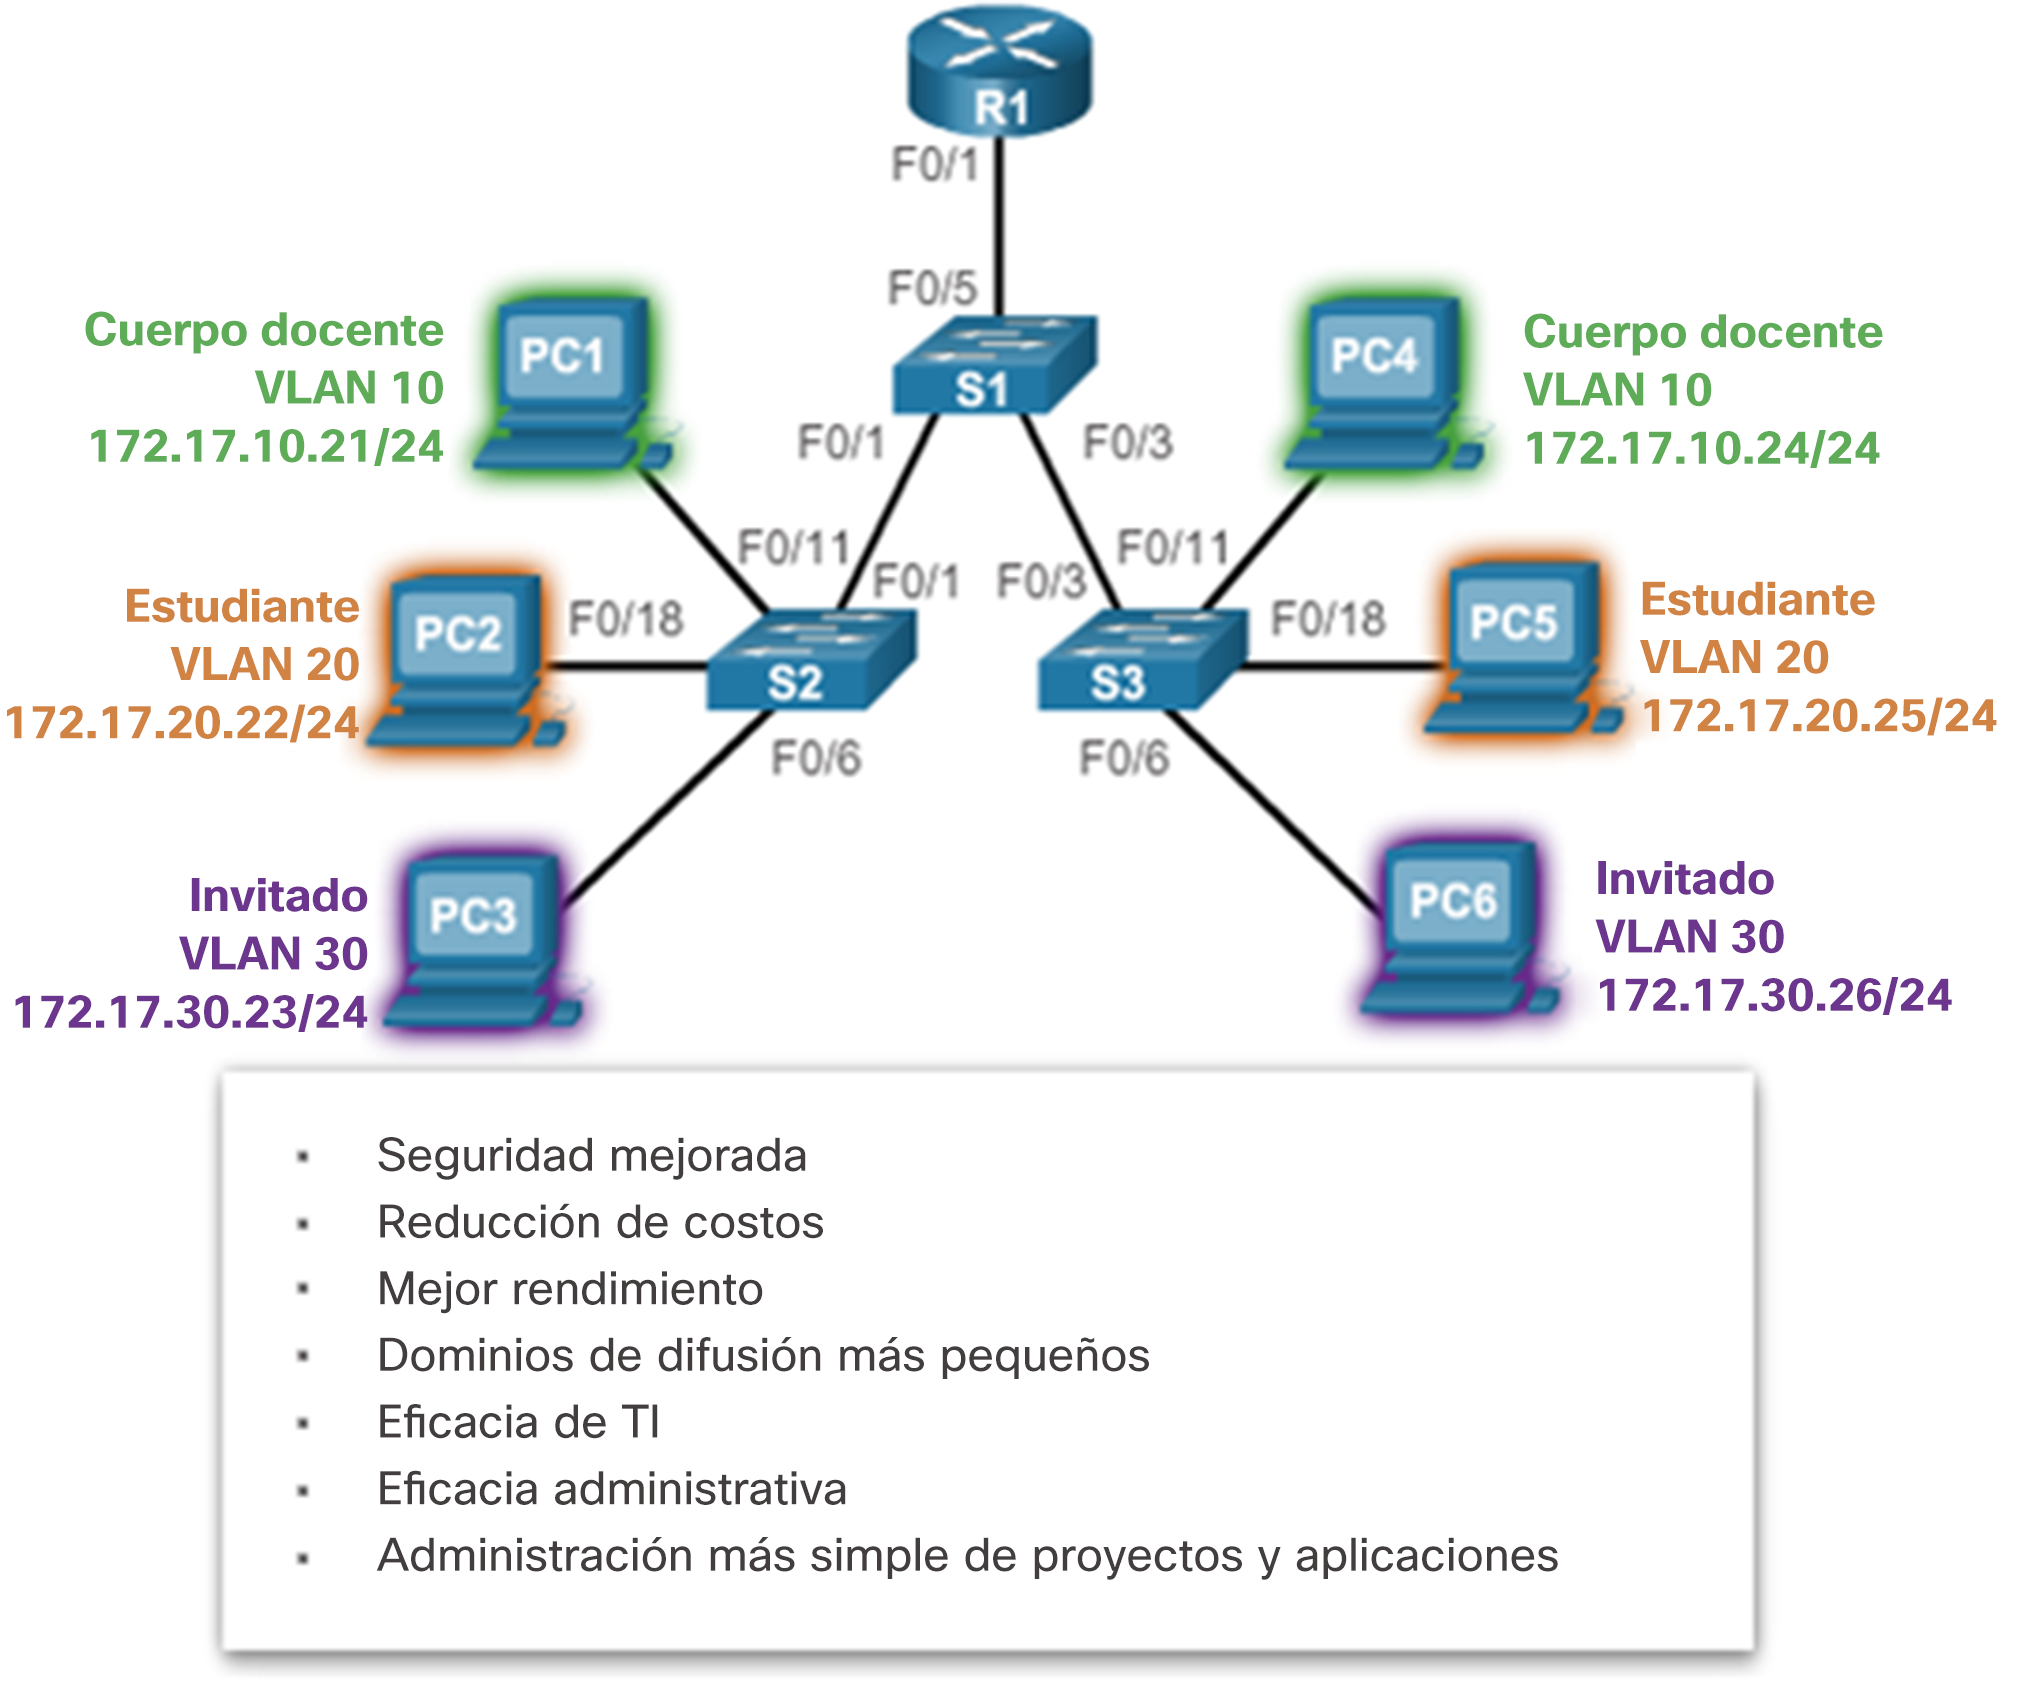 R1
F0/1
F0/5
Cuerpo docente
VLAN 10
172.17.10.21/24
PC1
S1
PC4
Cuerpo docente
VLAN 10
172.17.10.24/24
F0/1
F0/3
F0/11
F0/1
F0/3
F0/11
Estudiante
VLAN 20
172.17.20.22/24
PC2
F0/18
S2
S3
F0/18
PC5
Estudiante
VLAN 20
172.17.20.25/24
F0/6
F0/6
Invitado
VLAN 30
172.17.30.23/24
PC3
PC6
Invitado
VLAN 30
172.17.30.26/24
▪ Seguridad mejorada
▪ Reducción de costos
▪ Mejor rendimiento
▪ Dominios de difusión más pequeños
▪ Eficacia de TI
▪ Eficacia administrativa
▪ Administración más simple de proyectos y aplicaciones